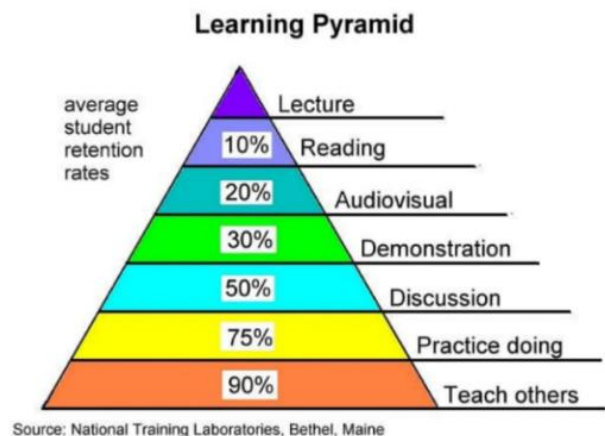 Learning Pyramid
average
student
retention
rates
Lecture
10% Reading
20% Audiovisual
30% Demonstration
50% Discussion
75% Practice doing
90% Teach others
Source: National Training Laboratories, Bethel, Maine